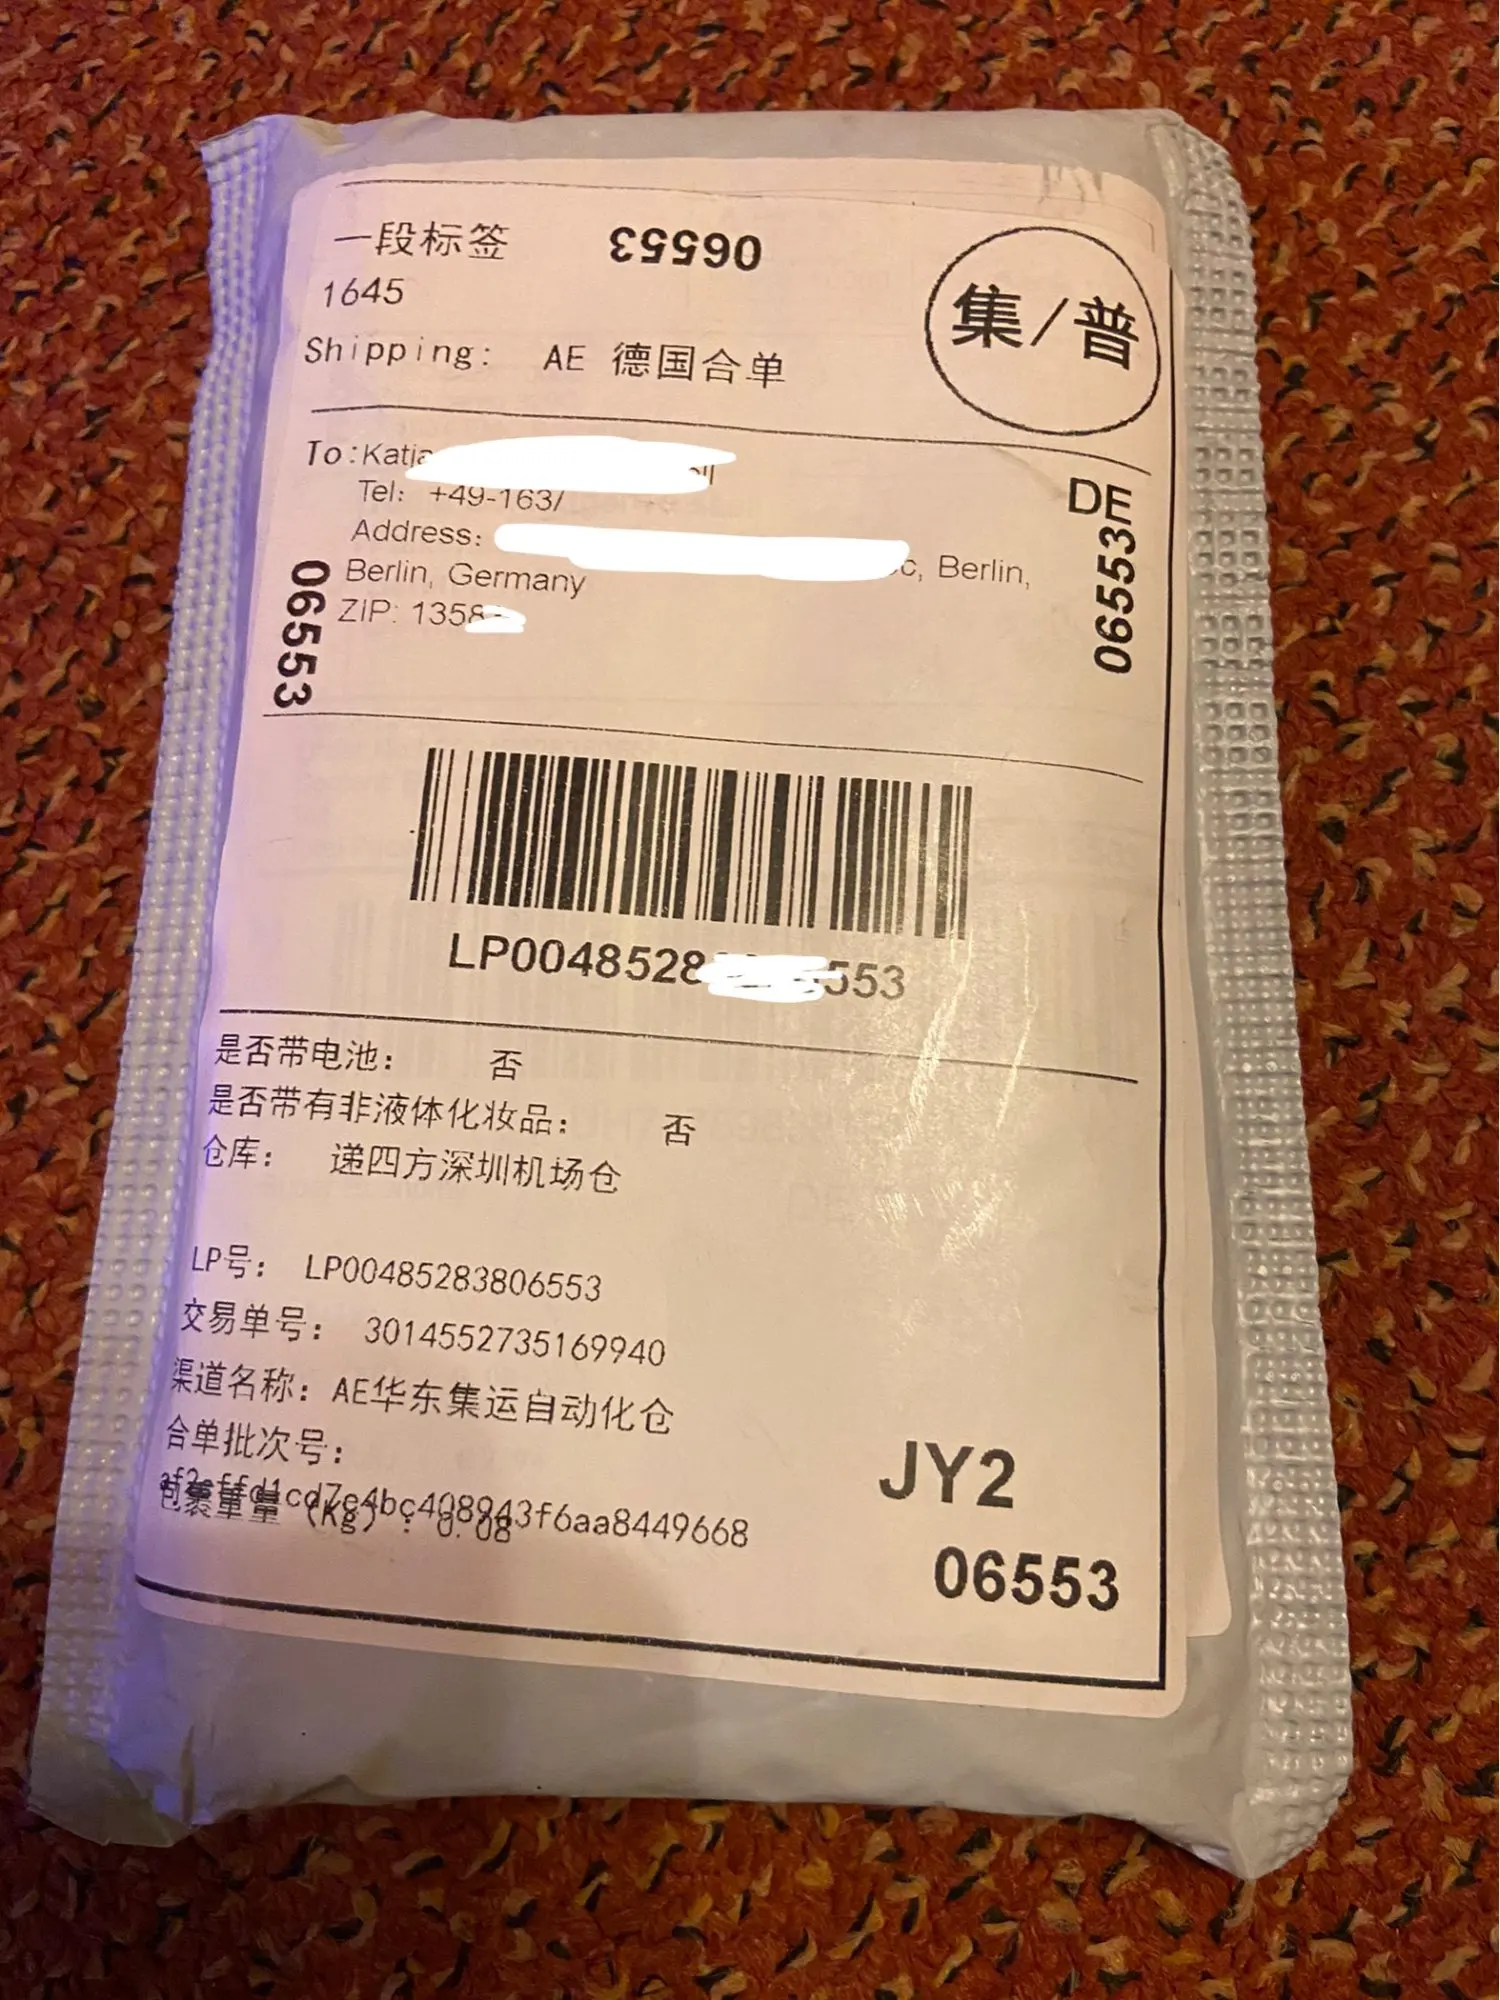 一段标签 06553
1645
集/普
Shipping: AE 德国合单
To:Katja
Tel: +49-163/
DE
Address: Berlin,
Berlin, Germany
ZIP: 1358
06553
06553
LP0048528 553
是否带电池: 否
是否带有非液体化妆品: 否
仓库: 递四方深圳机场仓
LP号: LP00485283806553
交易单号: 3014552735169940
渠道名称: AE华东集运自动化仓
合单批次号:
包裹重量 (Kg) : 0.08
JY2
06553